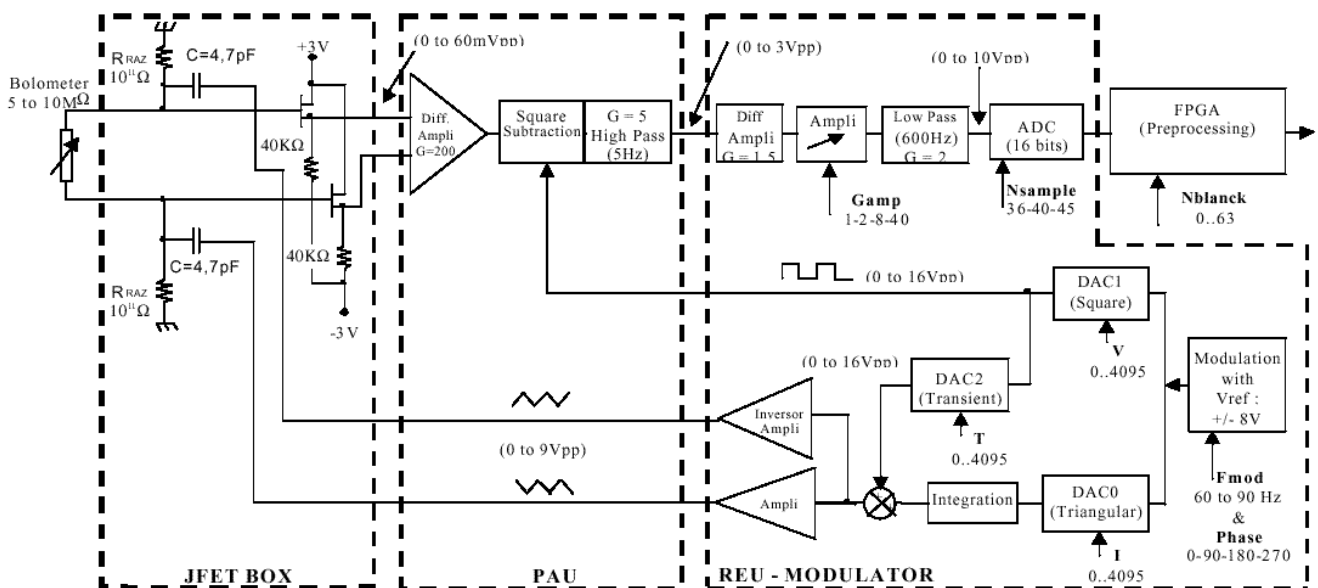 Bolometer
5 to 10MΩ
RRAZ
10¹¹Ω
C=4,7pF
+3V
40KΩ
40KΩ
C=4,7pF
RRAZ
10¹¹Ω
-3V
JFET BOX
(0 to 60mVpp)
Diff.
Ampli
G=200
Square
Subtraction
G = 5
High Pass
(5Hz)
(0 to 9Vpp)
PAU
(0 to 3Vpp)
Diff
Ampli
G = 1,5
Ampli
Gamp
1-2-8-40
Low Pass
(600Hz)
G = 2
(0 to 10Vpp)
ADC
(16 bits)
Nsample
36-40-45
FPGA
(Preprocessing)
Nblanck
0..63
(0 to 16Vpp)
DAC1
(Square)
V
0..4095
(0 to 16Vpp)
DAC2
(Transient)
T
0..4095
Modulation
with
Vref :
+/- 8V
Fmod
60 to 90 Hz
&
Phase
0-90-180-270
Inversor
Ampli
Ampli
Integration
DAC0
(Triangular)
I
0..4095
REU - MODULATOR